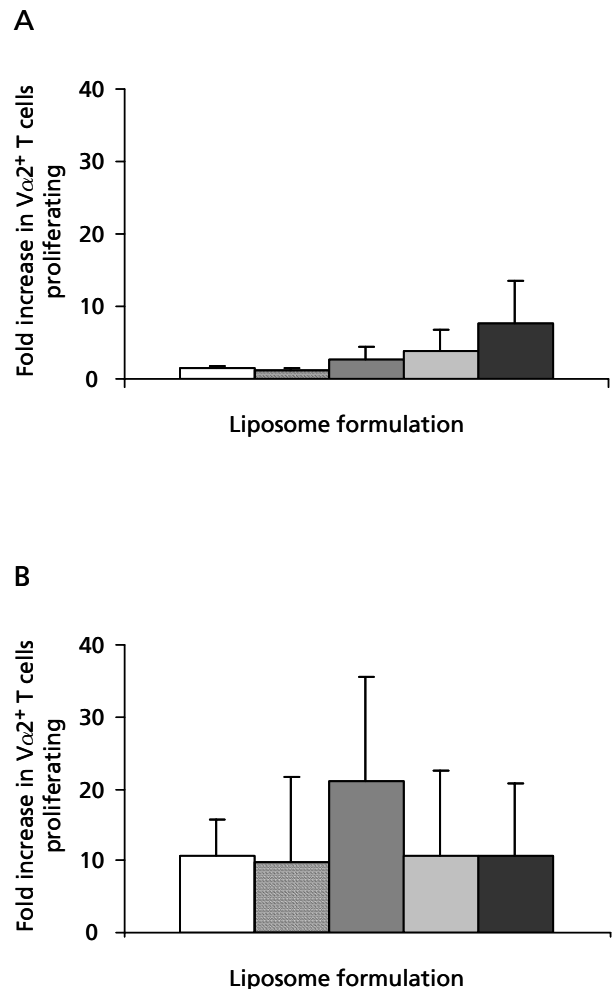 A
Fold increase in Vα2⁺ T cells
proliferating
40
30
20
10
0
Liposome formulation
B
Fold increase in Vα2⁺ T cells
proliferating
40
30
20
10
0
Liposome formulation